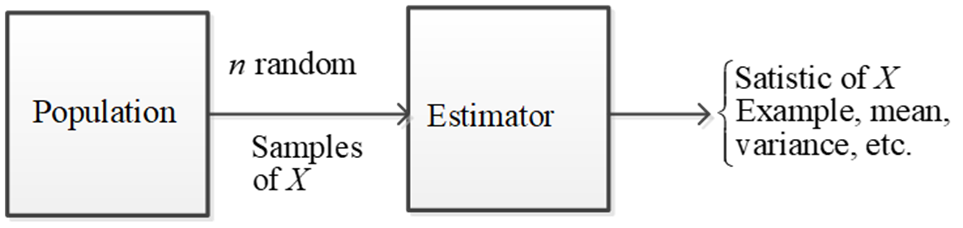 Population
n random
Samples
of X
Estimator
Satistic of X
Example, mean,
variance, etc.